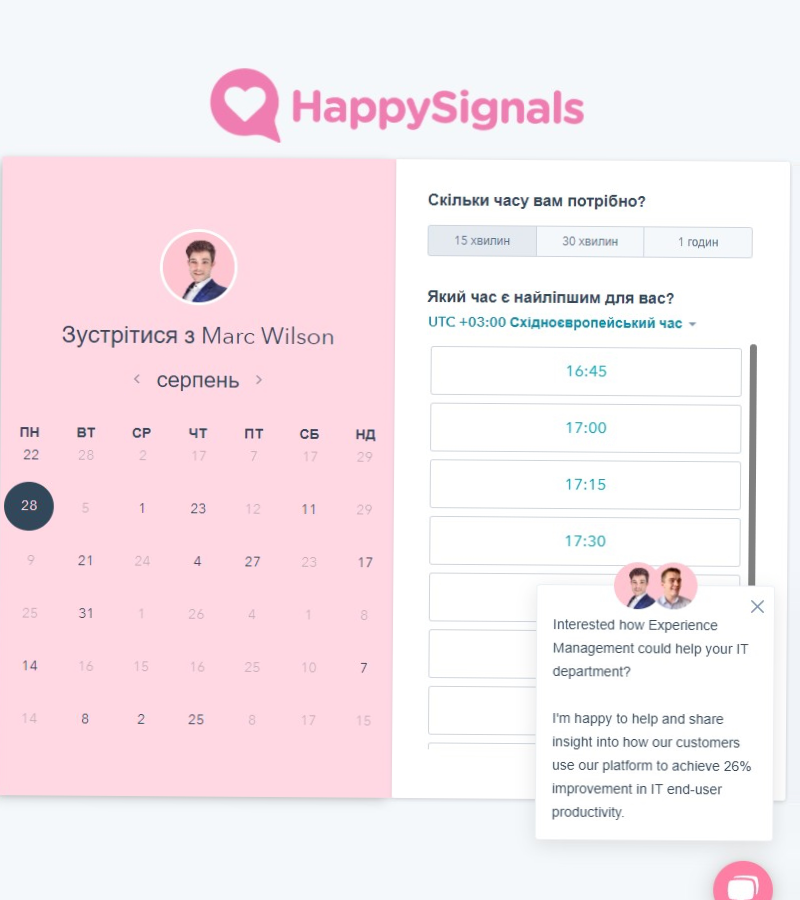 HappySignals
Зустрітися з Marc Wilson
серпень
ПН ВТ СР ЧТ ПТ СБ НД
22 28 2 17 7 17 29
28 5 1 23 12 11 29
9 21 24 4 27 23 17
25 31 1 26 4 1 8
14 16 15 16 25 10 7
14 8 2 25 8 17 15
Скільки часу вам потрібно?
15 хвилин 30 хвилин 1 годин
Який час є найліпшим для вас?
UTC +03:00 Східноєвропейський час
16:45
17:00
17:15
17:30
Interested how Experience
Management could help your IT
department?
I'm happy to help and share
insight into how our customers
use our platform to achieve 26%
improvement in IT end-user
productivity.